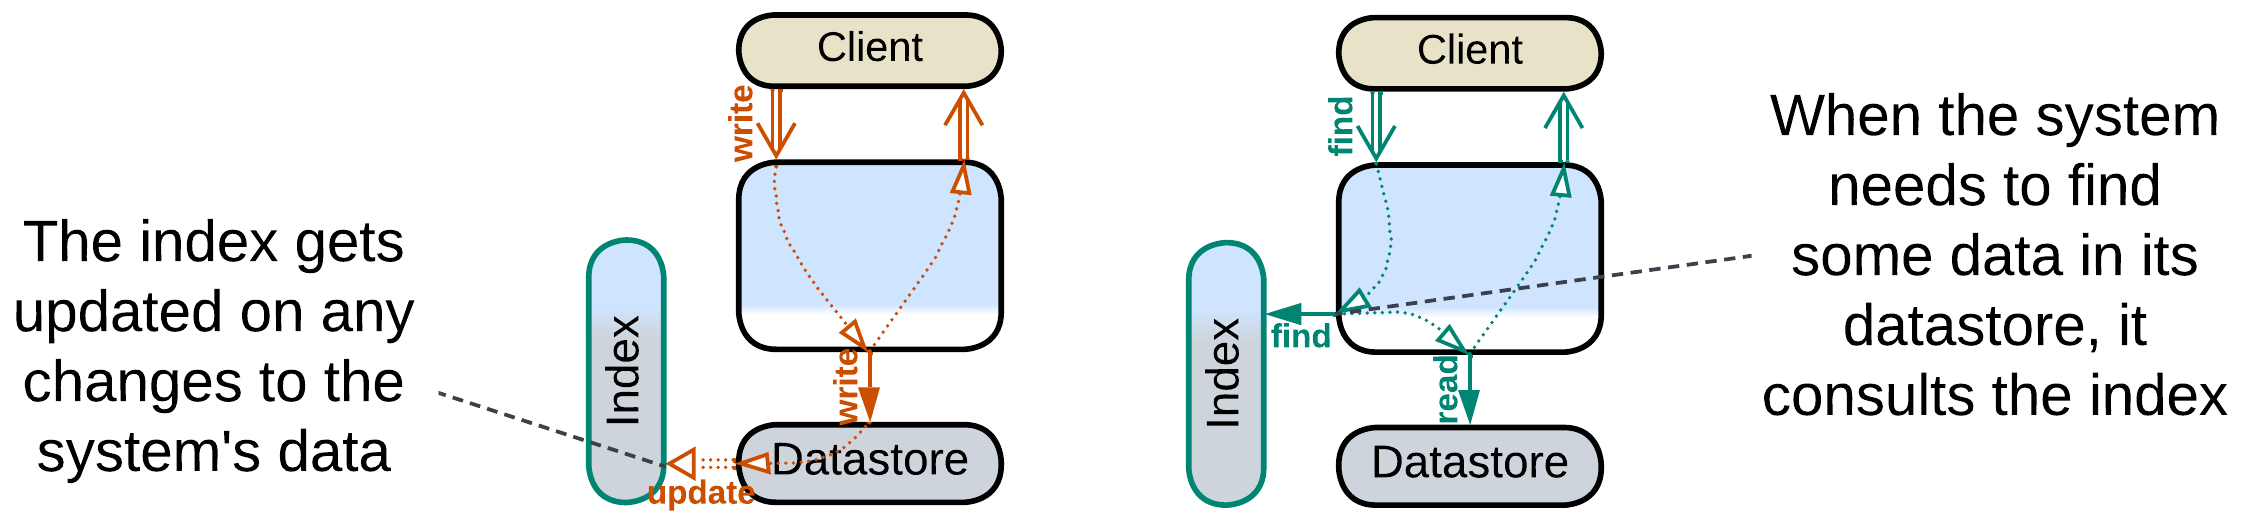 The index gets
updated on any
changes to the
system's data
Client
write
Index
write
Datastore
update
Client
find
Index
find
read
Datastore
When the system
needs to find
some data in its
datastore, it
consults the index